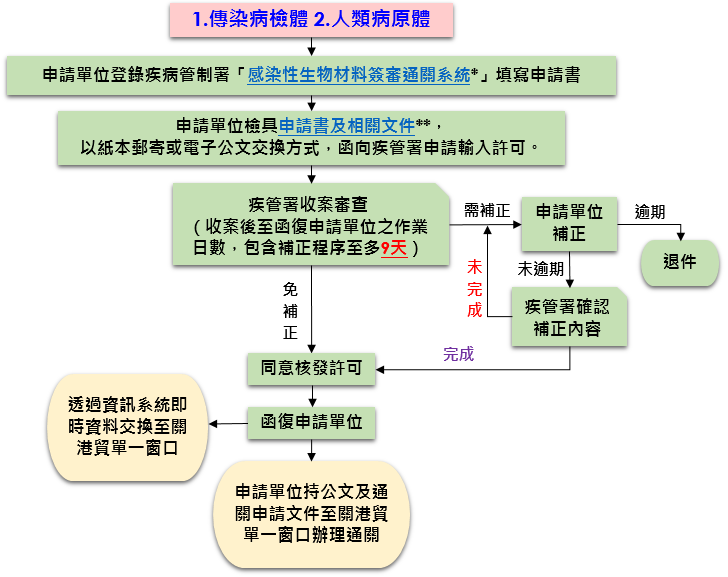 1.傳染病檢體 2.人類病原體
申請單位登錄疾病管制署「感染性生物材料簽審通關系統*」填寫申請書
申請單位檢具申請書及相關文件**，
以紙本郵寄或電子公文交換方式，函向疾管署申請輸入許可。
疾管署收案審查
（收案後至函復申請單位之作業
日數，包含補正程序至多9天）
需補正
申請單位
補正
逾期
退件
未逾期
疾管署確認
補正內容
未
完
成
完成
免
補
正
同意核發許可
函復申請單位
透過資訊系統即
時資料交換至關
港貿單一窗口
申請單位持公文及通
關申請文件至關港貿
單一窗口辦理通關